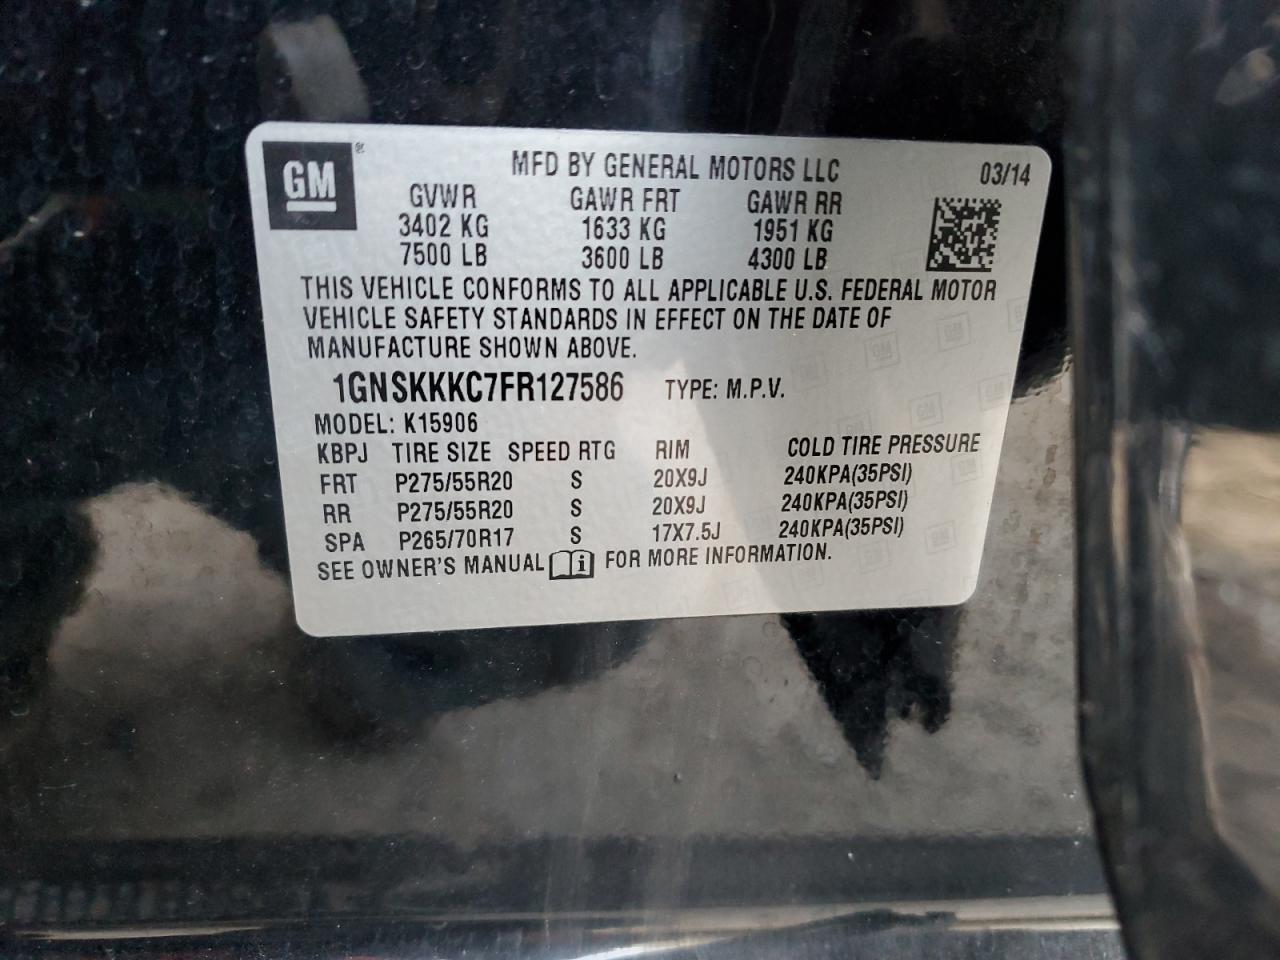 GM®
MFD BY GENERAL MOTORS LLC 03/14
GVWR GAWR FRT GAWR RR
3402 KG 1633 KG 1951 KG
7500 LB 3600 LB 4300 LB
THIS VEHICLE CONFORMS TO ALL APPLICABLE U.S. FEDERAL MOTOR
VEHICLE SAFETY STANDARDS IN EFFECT ON THE DATE OF
MANUFACTURE SHOWN ABOVE.
1GNSKKKC7FR127586 TYPE: M.P.V.
MODEL: K15906
KBPJ TIRE SIZE SPEED RTG RIM COLD TIRE PRESSURE
FRT P275/55R20 S 20X9J 240KPA(35PSI)
RR P275/55R20 S 20X9J 240KPA(35PSI)
SPA P265/70R17 S 17X7.5J 240KPA(35PSI)
SEE OWNER'S MANUAL i FOR MORE INFORMATION.